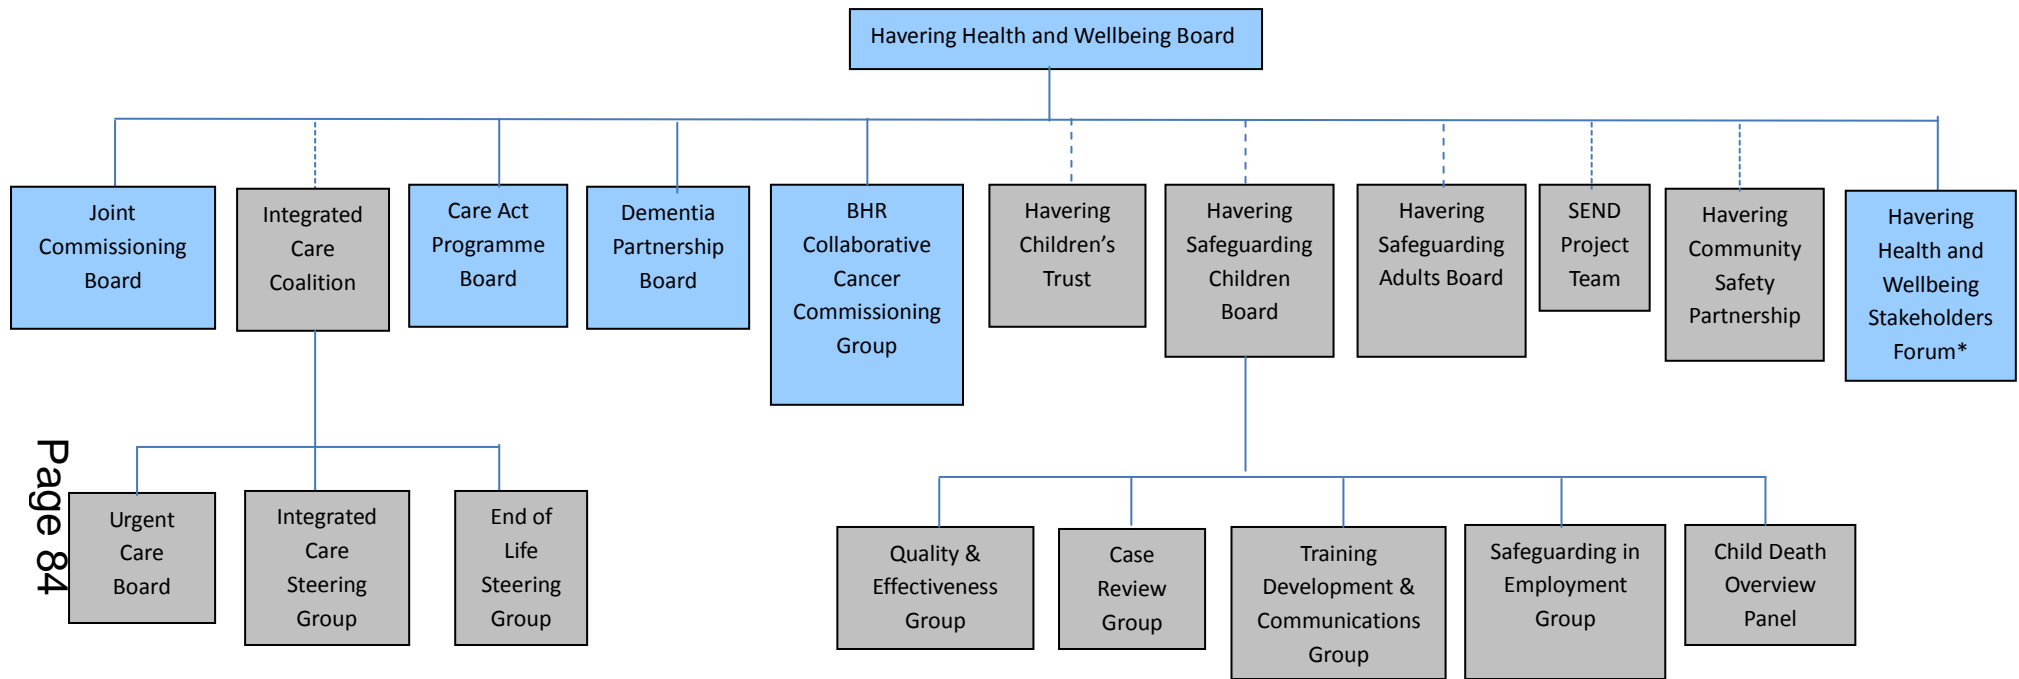 Havering Health and Wellbeing Board
Joint
Commissioning
Board
Integrated
Care
Coalition
Care Act
Programme
Board
Dementia
Partnership
Board
BHR
Collaborative
Cancer
Commissioning
Group
Havering
Children’s
Trust
Havering
Safeguarding
Children
Board
Havering
Safeguarding
Adults Board
SEND
Project
Team
Havering
Community
Safety
Partnership
Havering
Health and
Wellbeing
Stakeholders
Forum*
Page 84
Urgent
Care
Board
Integrated
Care
Steering
Group
End of
Life
Steering
Group
Quality &
Effectiveness
Group
Case
Review
Group
Training
Development &
Communications
Group
Safeguarding in
Employment
Group
Child Death
Overview
Panel